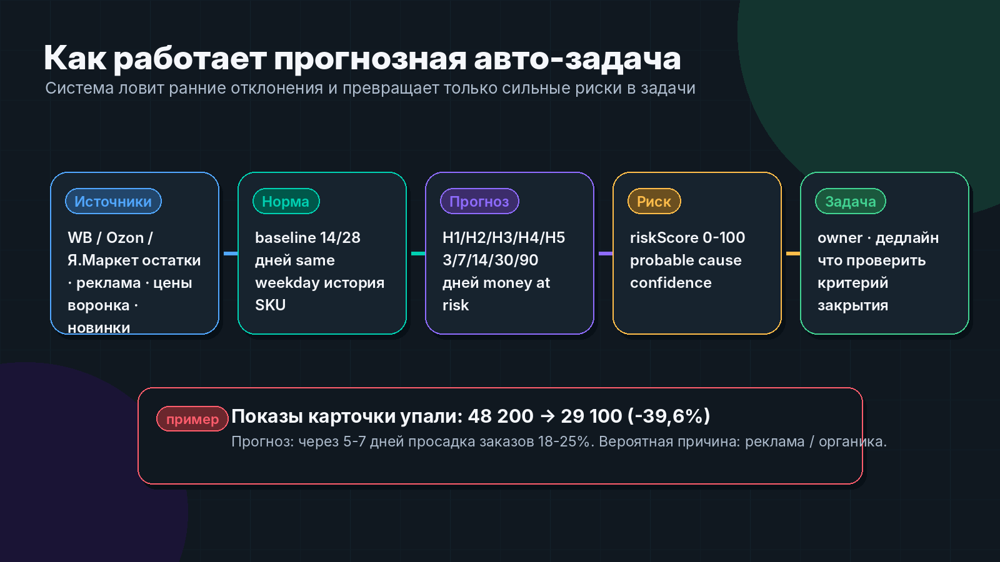 Как работает прогнозная авто-задача
Система ловит ранние отклонения и превращает только сильные риски в задачи
Источники
WB / Ozon /
Я.Маркет остатки
· реклама · цены
воронка ·
новинки
Норма
baseline 14/28
дней same
weekday история
SKU
Прогноз
H1/H2/H3/H4/H5
3/7/14/30/90
дней money at
risk
Риск
riskScore 0-100
probable cause
confidence
Задача
owner · дедлайн
что проверить
критерий
закрытия
пример
Показы карточки упали: 48 200 → 29 100 (-39,6%)
Прогноз: через 5-7 дней просадка заказов 18-25%. Вероятная причина: реклама / органика.